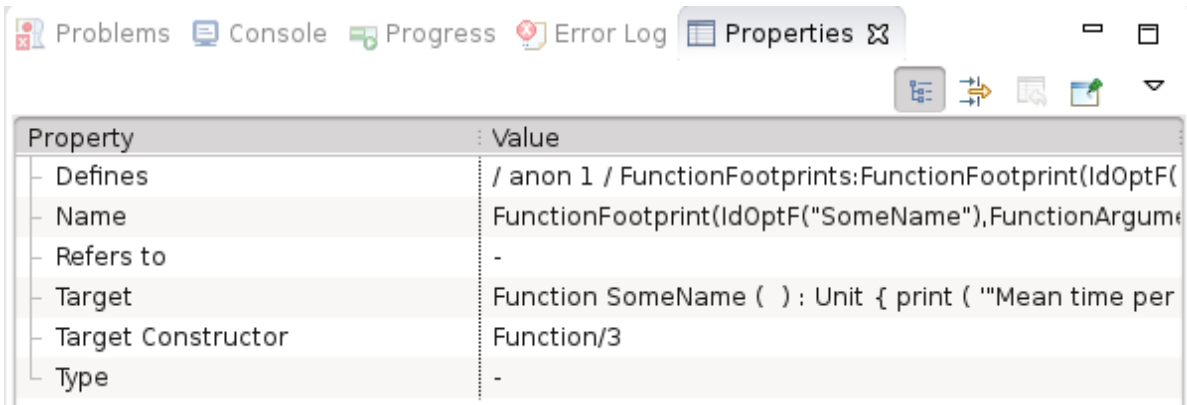 Problems Console Progress Error Log Properties
Property Value
Defines / anon 1 / FunctionFootprints:FunctionFootprint(IdOptF(
Name FunctionFootprint(IdOptF("SomeName"),FunctionArgume
Refers to -
Target Function SomeName (  ) : Unit { print ( '"Mean time per
Target Constructor Function/3
Type -